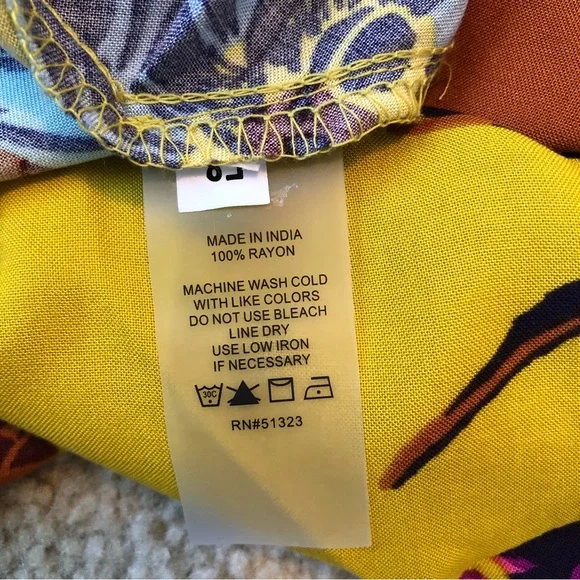 MADE IN INDIA
100% RAYON
MACHINE WASH COLD
WITH LIKE COLORS
DO NOT USE BLEACH
LINE DRY
USE LOW IRON
IF NECESSARY
30C
RN#51323